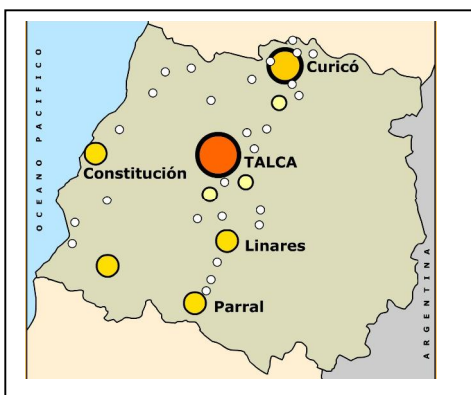 OCEANO PACIFICO
Curicó
TALCA
Constitución
Linares
Parral
ARGENTINA